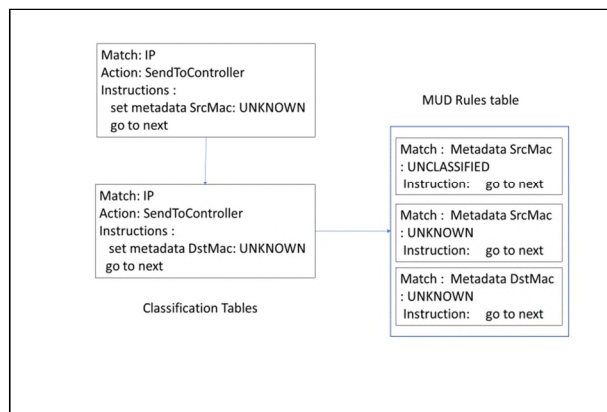 Match: IP
Action: SendToController
Instructions :
set metadata SrcMac: UNKNOWN
go to next
Match: IP
Action: SendToController
Instructions :
set metadata DstMac: UNKNOWN
go to next
Classification Tables
MUD Rules table
Match : Metadata SrcMac
: UNCLASSIFIED
Instruction: go to next
Match : Metadata SrcMac
: UNKNOWN
Instruction: go to next
Match : Metadata DstMac
: UNKNOWN
Instruction: go to next